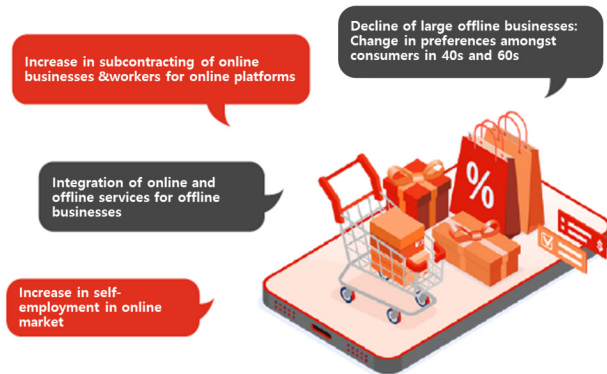 Decline of large offline businesses:
Change in preferences amongst
consumers in 40s and 60s
Increase in subcontracting of online
businesses &workers for online platforms
Integration of online and
offline services for offline
businesses
Increase in self-
employment in online
market
%
$